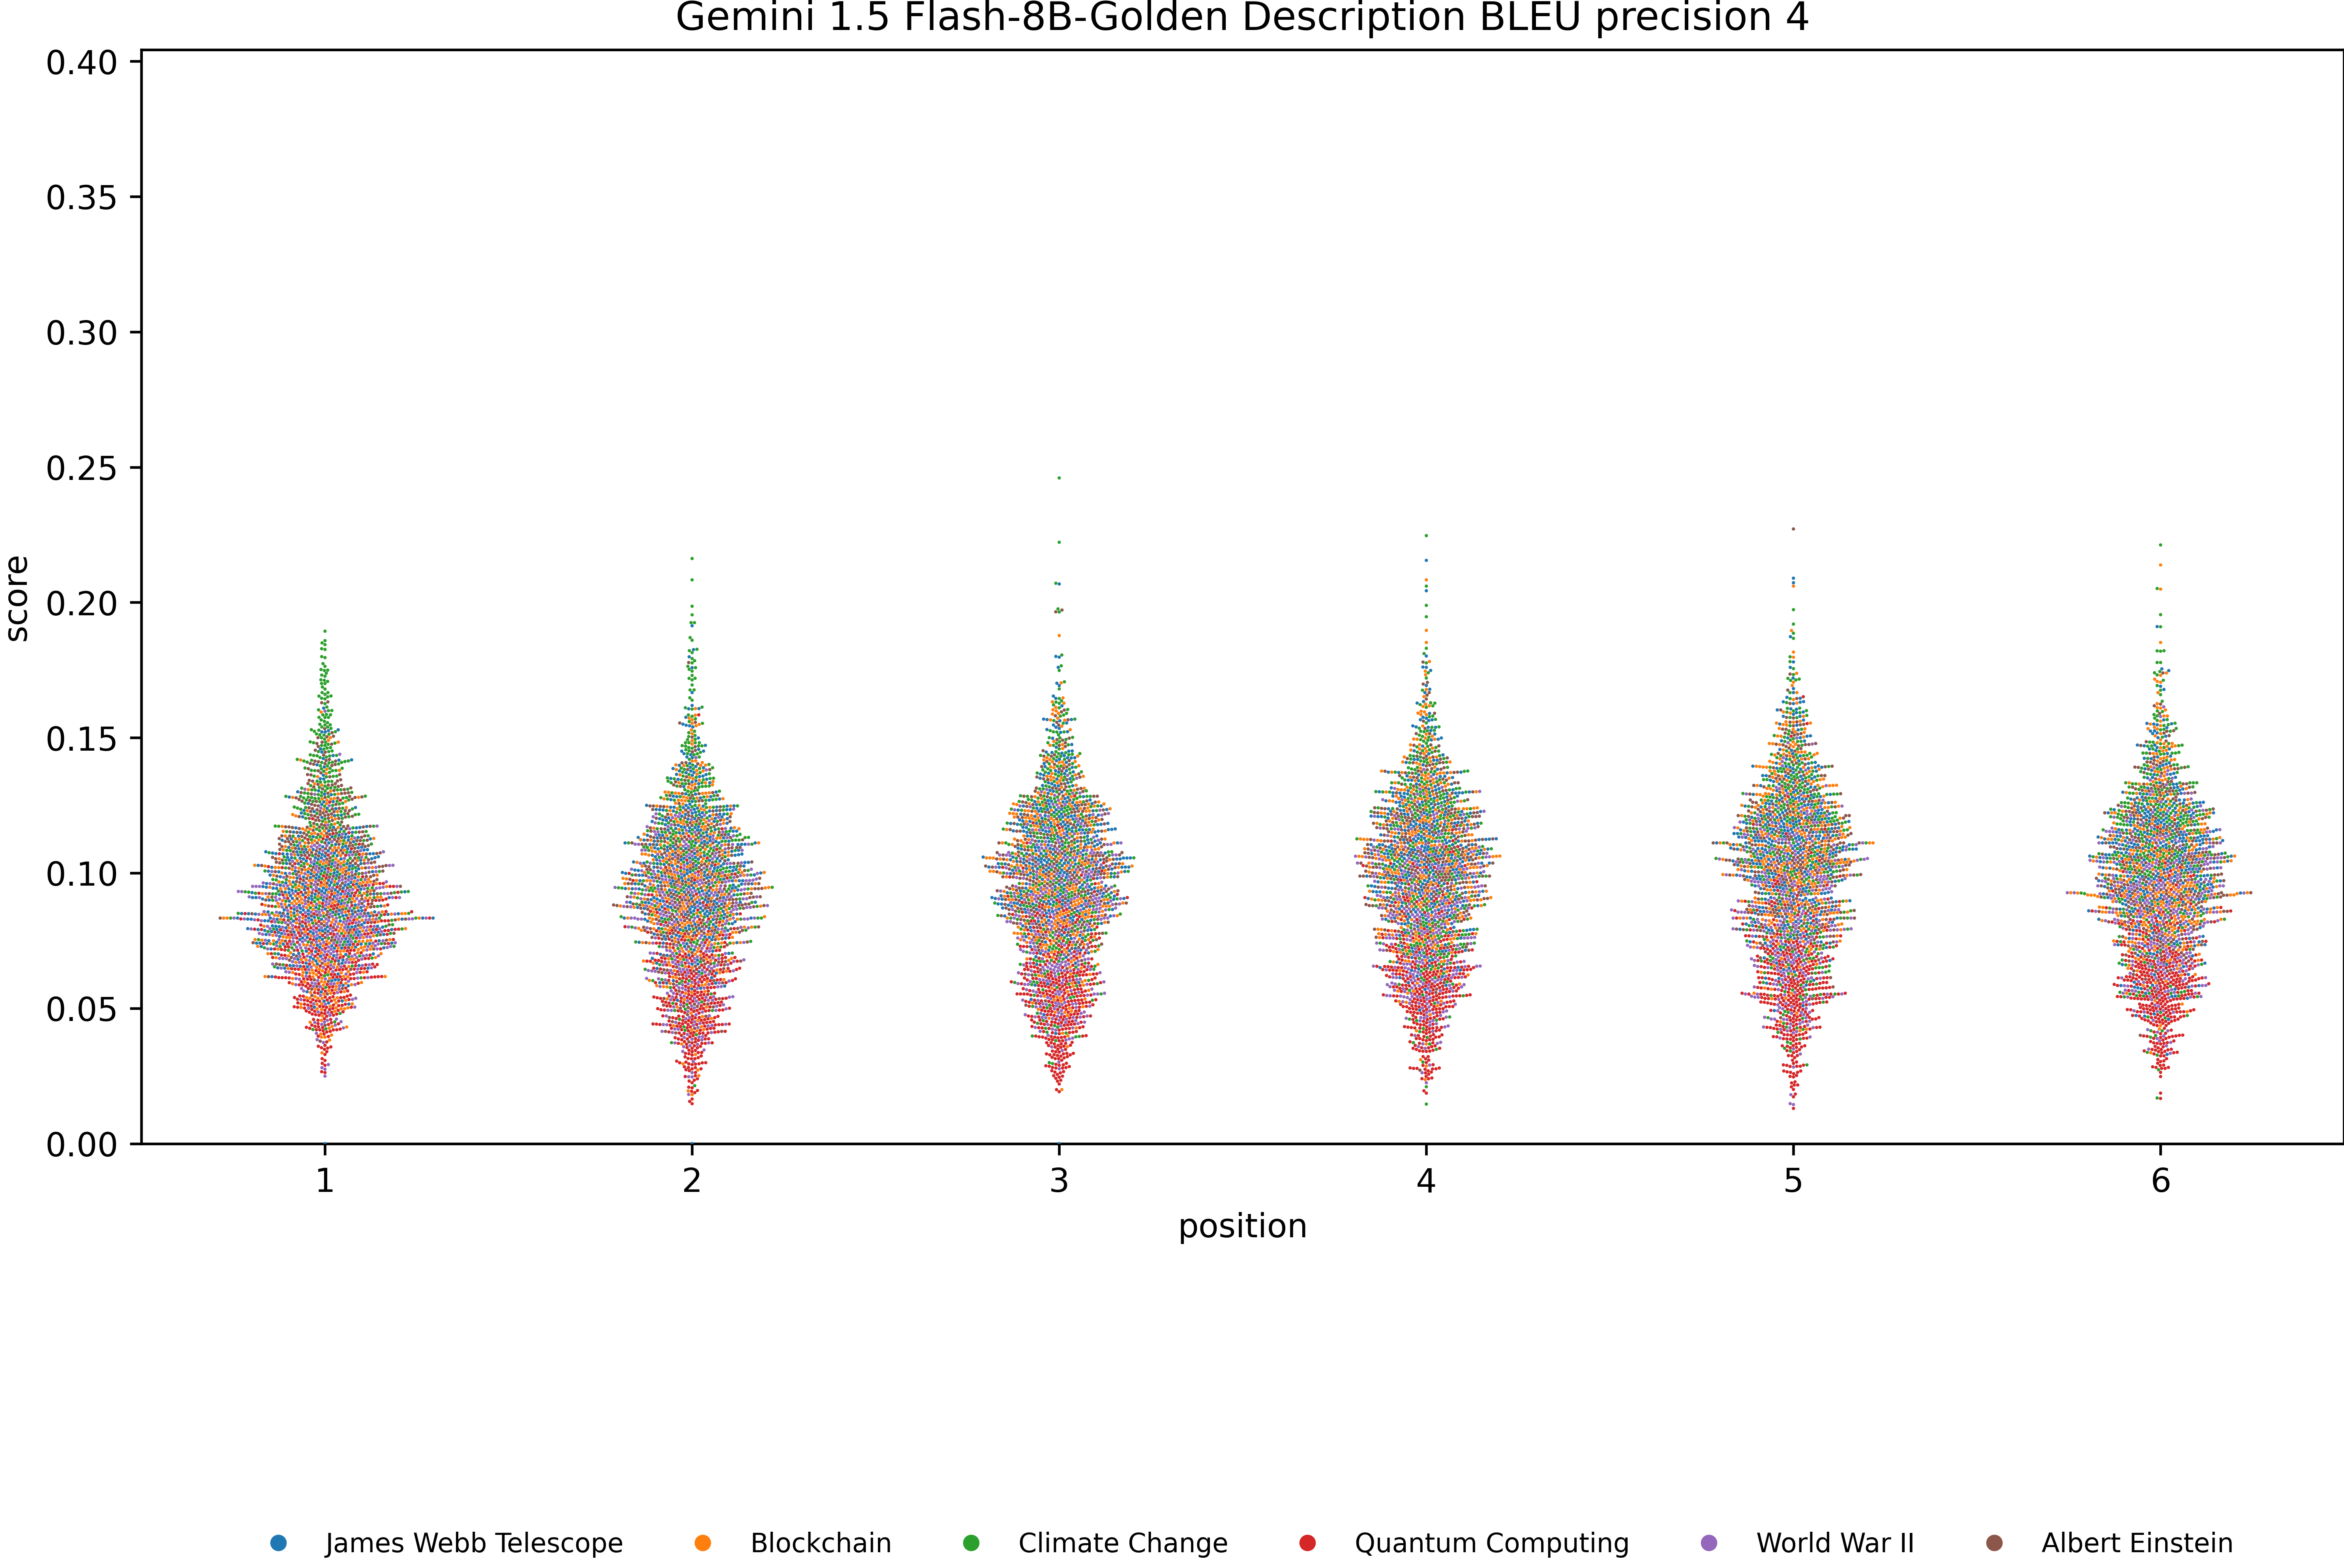 Gemini 1.5 Flash-8B-Golden Description BLEU precision 4
0.40
0.35
0.30
0.25
0.20
0.15
0.10
0.05
0.00
score
1 2 3 4 5 6
position
James Webb Telescope Blockchain Climate Change Quantum Computing World War II Albert Einstein